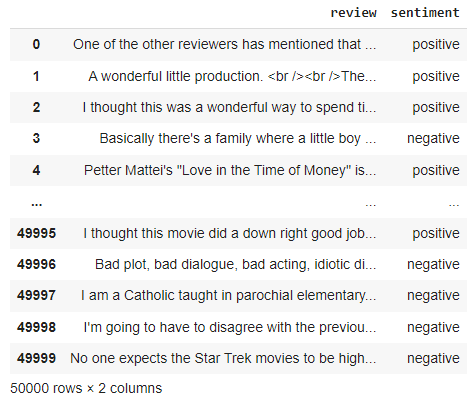 review sentiment
0 One of the other reviewers has mentioned that ... positive
1 A wonderful little production. <br /><br />The... positive
2 I thought this was a wonderful way to spend ti... positive
3 Basically there's a family where a little boy ... negative
4 Petter Mattei's "Love in the Time of Money" is... positive
... ... ...
49995 I thought this movie did a down right good job... positive
49996 Bad plot, bad dialogue, bad acting, idiotic di... negative
49997 I am a Catholic taught in parochial elementary... negative
49998 I'm going to have to disagree with the previou... negative
49999 No one expects the Star Trek movies to be high... negative
50000 rows × 2 columns